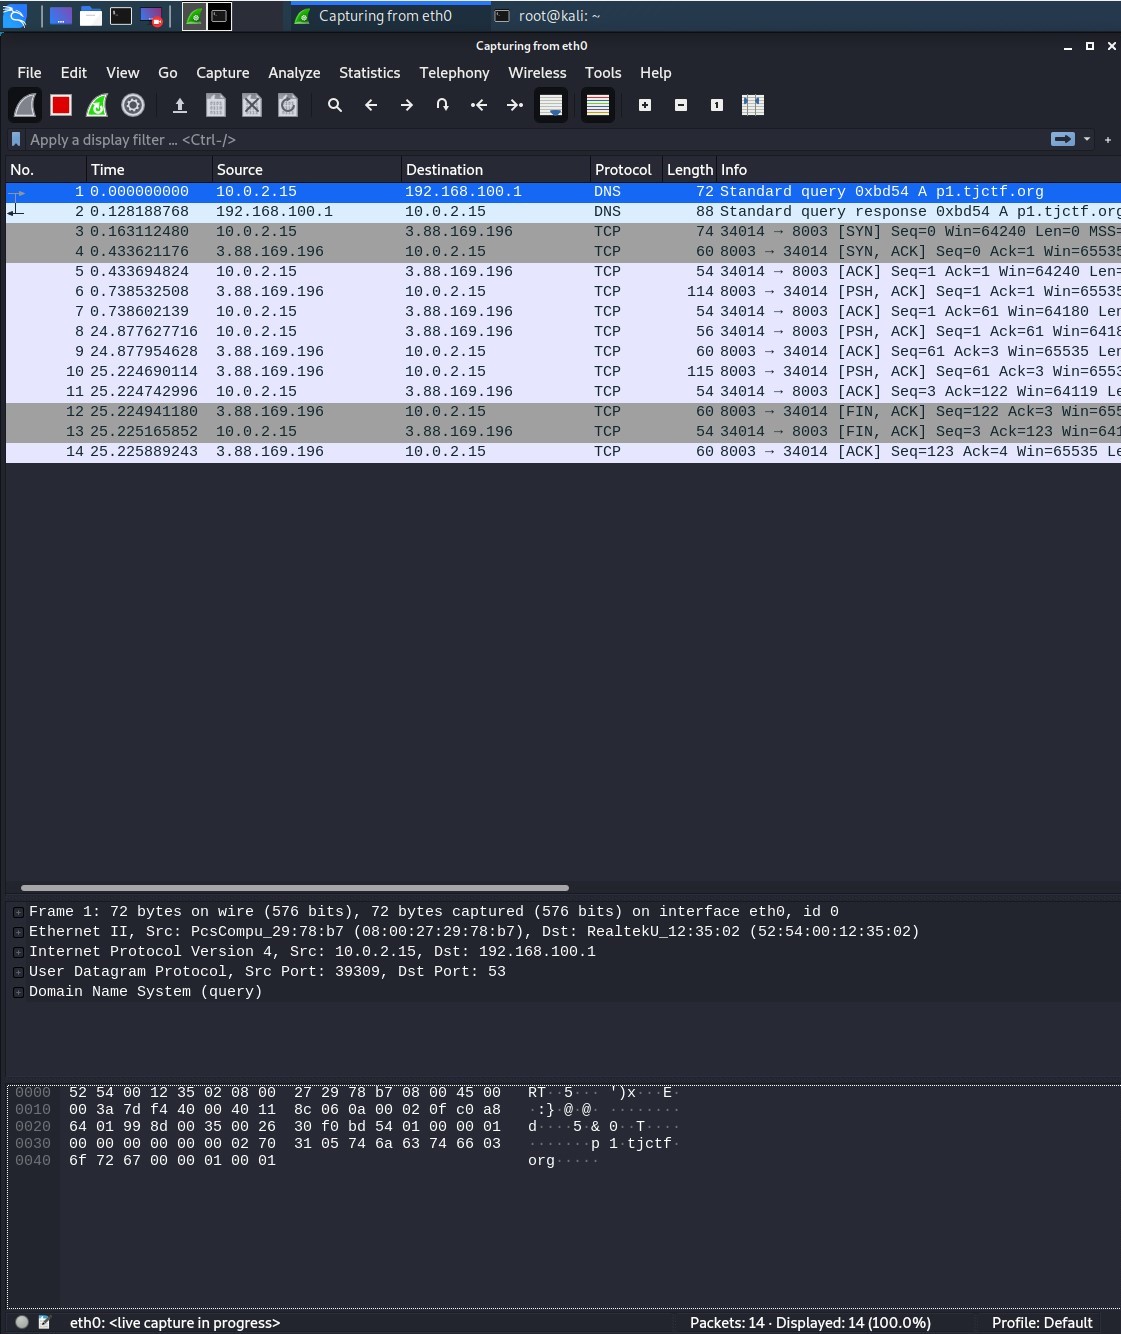 Capturing from eth0
root@kali: ~
Capturing from eth0
File Edit View Go Capture Analyze Statistics Telephony Wireless Tools Help
Apply a display filter ... <Ctrl-/>
No. Time Source Destination Protocol Length Info
1 0.000000000 10.0.2.15 192.168.100.1 DNS 72 Standard query 0xbd54 A p1.tjctf.org
2 0.128188768 192.168.100.1 10.0.2.15 DNS 88 Standard query response 0xbd54 A p1.tjctf.org
3 0.163112480 10.0.2.15 3.88.169.196 TCP 74 34014 → 8003 [SYN] Seq=0 Win=64240 Len=0 MSS=
4 0.433621176 3.88.169.196 10.0.2.15 TCP 60 8003 → 34014 [SYN, ACK] Seq=0 Ack=1 Win=65535
5 0.433694824 10.0.2.15 3.88.169.196 TCP 54 34014 → 8003 [ACK] Seq=1 Ack=1 Win=64240 Len=
6 0.738532508 3.88.169.196 10.0.2.15 TCP 114 8003 → 34014 [PSH, ACK] Seq=1 Ack=1 Win=65535
7 0.738602139 10.0.2.15 3.88.169.196 TCP 54 34014 → 8003 [ACK] Seq=1 Ack=61 Win=64180 Len
8 24.877627716 10.0.2.15 3.88.169.196 TCP 56 34014 → 8003 [PSH, ACK] Seq=1 Ack=61 Win=6418
9 24.877954628 3.88.169.196 10.0.2.15 TCP 60 8003 → 34014 [ACK] Seq=61 Ack=3 Win=65535 Len
10 25.224690114 3.88.169.196 10.0.2.15 TCP 115 8003 → 34014 [PSH, ACK] Seq=61 Ack=3 Win=6553
11 25.224742996 10.0.2.15 3.88.169.196 TCP 54 34014 → 8003 [ACK] Seq=3 Ack=122 Win=64119 Le
12 25.224941180 3.88.169.196 10.0.2.15 TCP 60 8003 → 34014 [FIN, ACK] Seq=122 Ack=3 Win=655
13 25.225165852 10.0.2.15 3.88.169.196 TCP 54 34014 → 8003 [FIN, ACK] Seq=3 Ack=123 Win=641
14 25.225889243 3.88.169.196 10.0.2.15 TCP 60 8003 → 34014 [ACK] Seq=123 Ack=4 Win=65535 Le
Frame 1: 72 bytes on wire (576 bits), 72 bytes captured (576 bits) on interface eth0, id 0
Ethernet II, Src: PcsCompu_29:78:b7 (08:00:27:29:78:b7), Dst: RealtekU_12:35:02 (52:54:00:12:35:02)
Internet Protocol Version 4, Src: 10.0.2.15, Dst: 192.168.100.1
User Datagram Protocol, Src Port: 39309, Dst Port: 53
Domain Name System (query)
0000 52 54 00 12 35 02 08 00 27 29 78 b7 08 00 45 00 RT··5··· ')x···E·
0010 00 3a 7d f4 40 00 40 11 8c 06 0a 00 02 0f c0 a8 ·:}·@·@· ········
0020 64 01 99 8d 00 35 00 26 30 f0 bd 54 01 00 00 01 d····5·& 0··T····
0030 00 00 00 00 00 00 02 70 31 05 74 6a 63 74 66 03 ·······p 1·tjctf·
0040 6f 72 67 00 00 01 00 01 org·····
eth0: <live capture in progress> Packets: 14 · Displayed: 14 (100.0%) Profile: Default